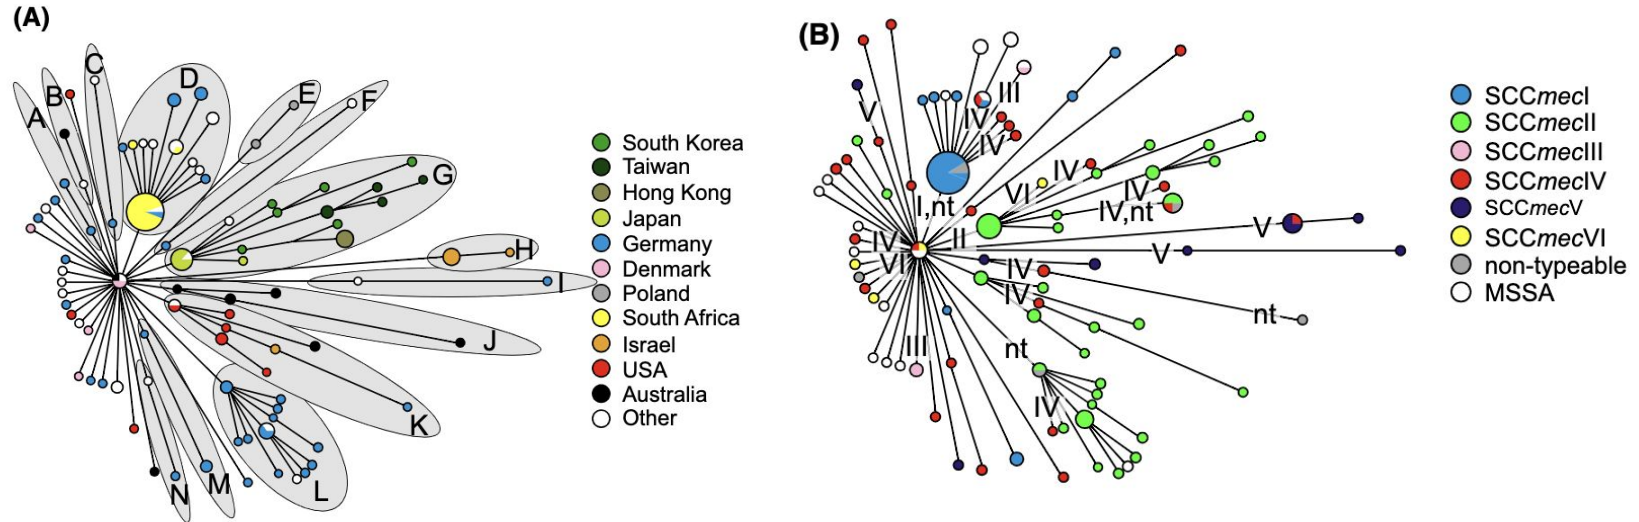 (A)
A
B
C
D
E
F
G
H
I
J
K
L
M
N
South Korea
Taiwan
Hong Kong
Japan
Germany
Denmark
Poland
South Africa
Israel
USA
Australia
Other
(B)
V
III
IV
IV
I,nt
VI
IV
IV
IV,nt
II
V
V
IV
VI
IV
IV
nt
III
nt
IV
SCCmecI
SCCmecII
SCCmecIII
SCCmecIV
SCCmecV
SCCmecVI
non-typeable
MSSA